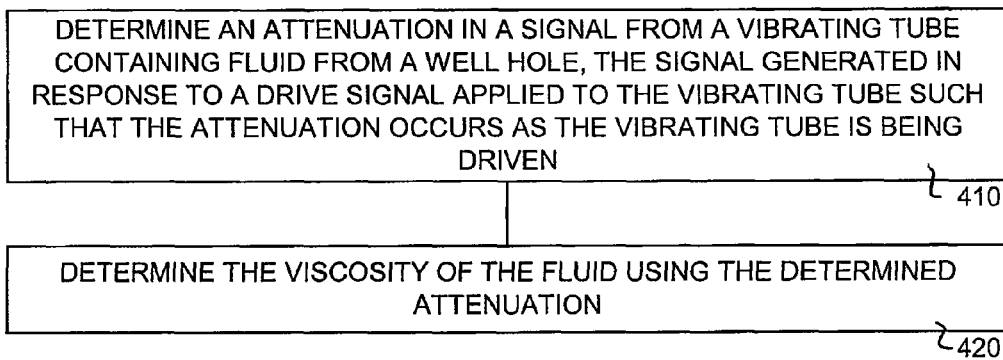 DETERMINE AN ATTENUATION IN A SIGNAL FROM A VIBRATING TUBE
CONTAINING FLUID FROM A WELL HOLE, THE SIGNAL GENERATED IN
RESPONSE TO A DRIVE SIGNAL APPLIED TO THE VIBRATING TUBE SUCH
THAT THE ATTENUATION OCCURS AS THE VIBRATING TUBE IS BEING
DRIVEN
410
DETERMINE THE VISCOSITY OF THE FLUID USING THE DETERMINED
ATTENUATION
420